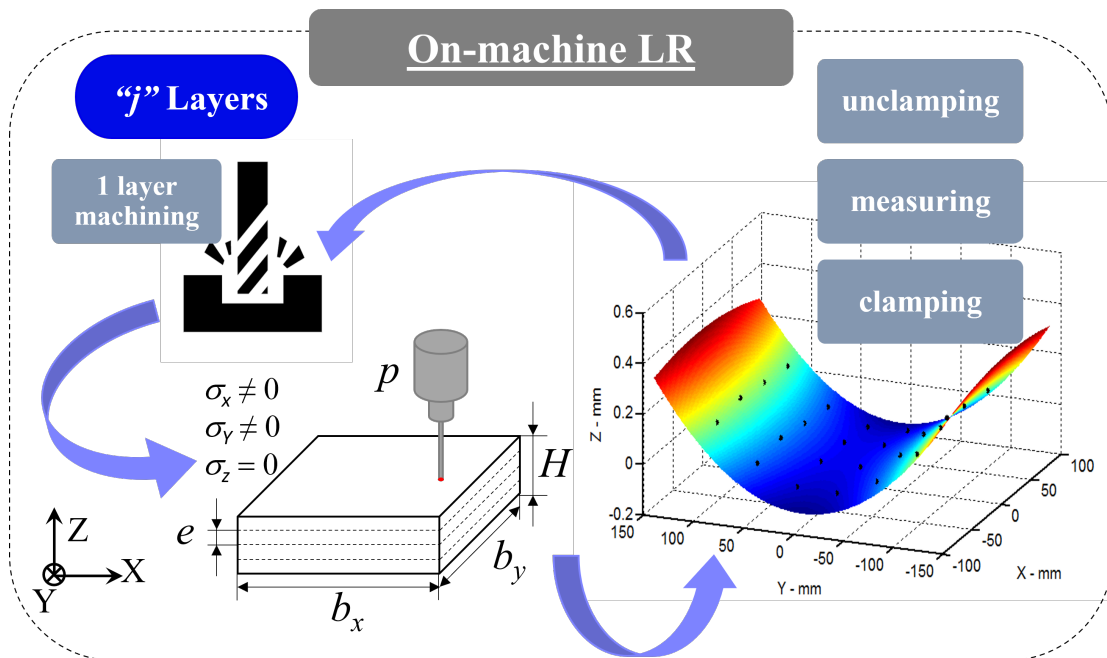 On-machine LR
“j” Layers
1 layer
machining
unclamping
measuring
clamping
p
σx ≠ 0
σY ≠ 0
σz = 0
H
e
by
bx
Z
X
Y
0.6
0.4
0.2
0
-0.2
Z - mm
150
100
50
0
-50
-100
-150
Y - mm
-100
-50
0
50
100
X - mm